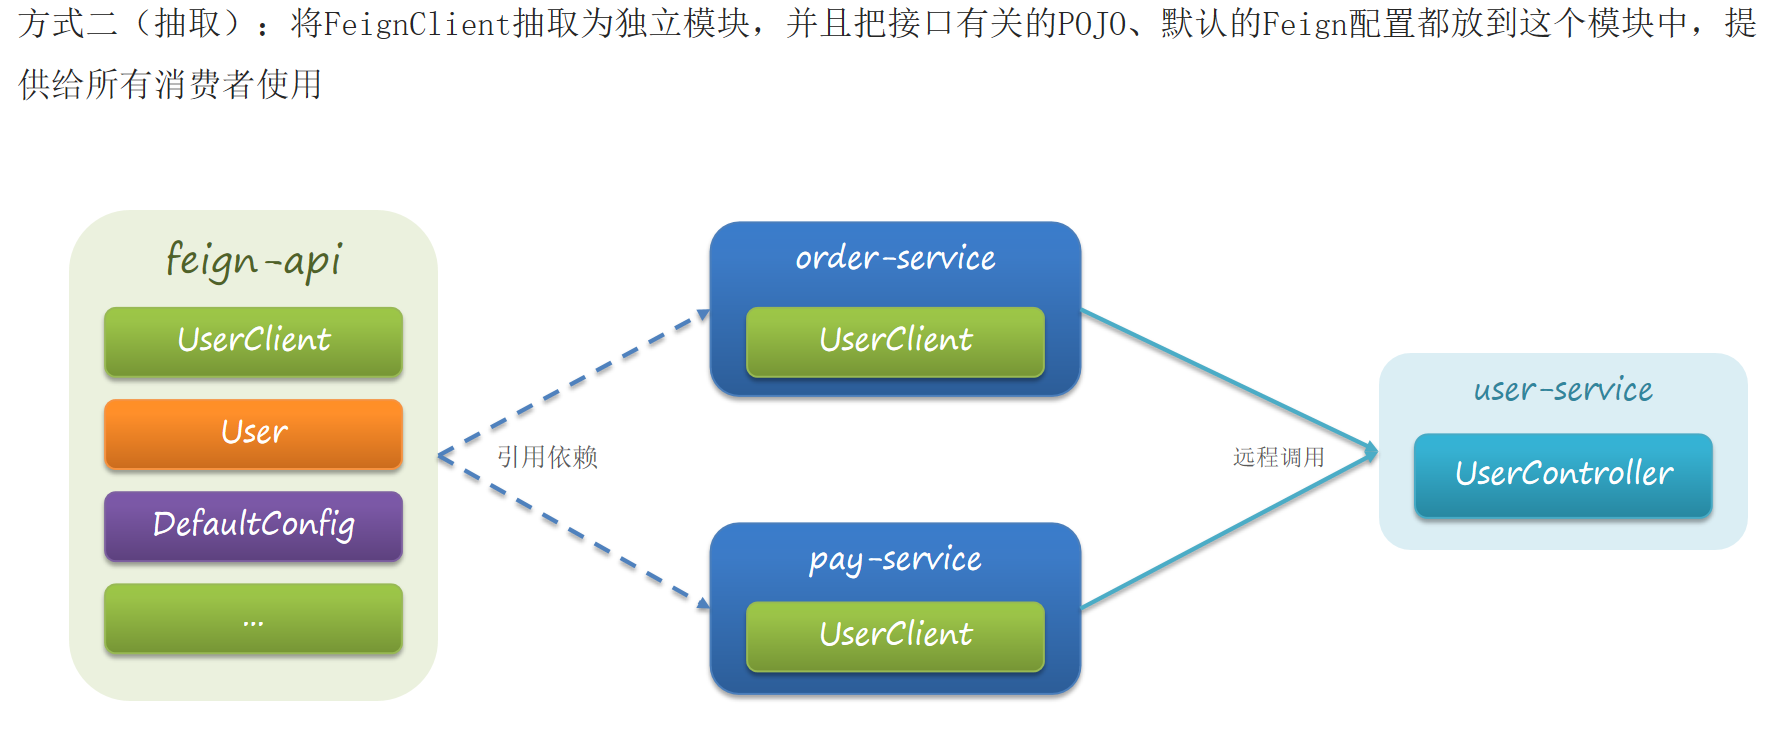 方式二（抽取）：将FeignClient抽取为独立模块，并且把接口有关的POJO、默认的Feign配置都放到这个模块中，提
供给所有消费者使用
feign-api
UserClient
User
DefaultConfig
...
引用依赖
order-service
UserClient
pay-service
UserClient
远程调用
user-service
UserController